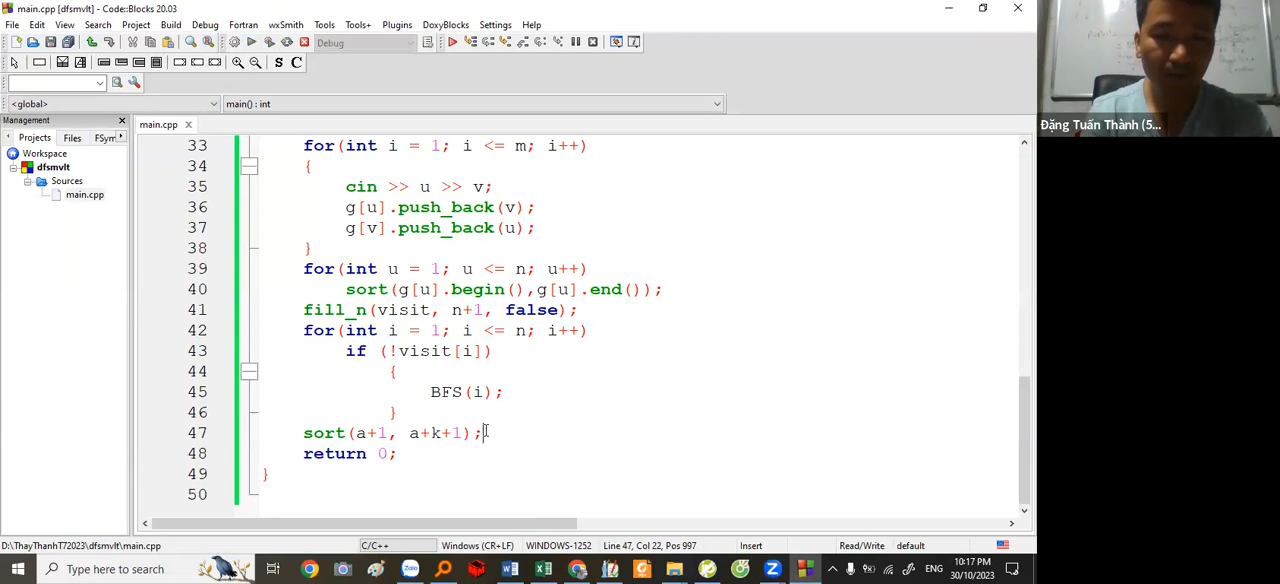 main.cpp [dfsmvlt] - Code::Blocks 20.03
File Edit View Search Project Build Debug Fortran wxSmith Tools Tools+ Plugins DoxyBlocks Settings Help
Debug
S C
<global>
main() : int
Management
Projects Files FSym
Workspace
dfsmvlt
Sources
main.cpp
main.cpp
33 for(int i = 1; i <= m; i++)
34 {
35 cin >> u >> v;
36 g[u].push_back(v);
37 g[v].push_back(u);
38 }
39 for(int u = 1; u <= n; u++)
40 sort(g[u].begin(),g[u].end());
41 fill_n(visit, n+1, false);
42 for(int i = 1; i <= n; i++)
43 if (!visit[i])
44 {
45 BFS(i);
46 }
47 sort(a+1, a+k+1);
48 return 0;
49 }
50
Đặng Tuấn Thành (5...
D:\ThayThanhT72023\dfsmvlt\main.cpp C/C++ Windows (CR+LF) WINDOWS-1252 Line 47, Col 22, Pos 997 Insert Read/Write default
Type here to search
ENG
10:17 PM
30/10/2023